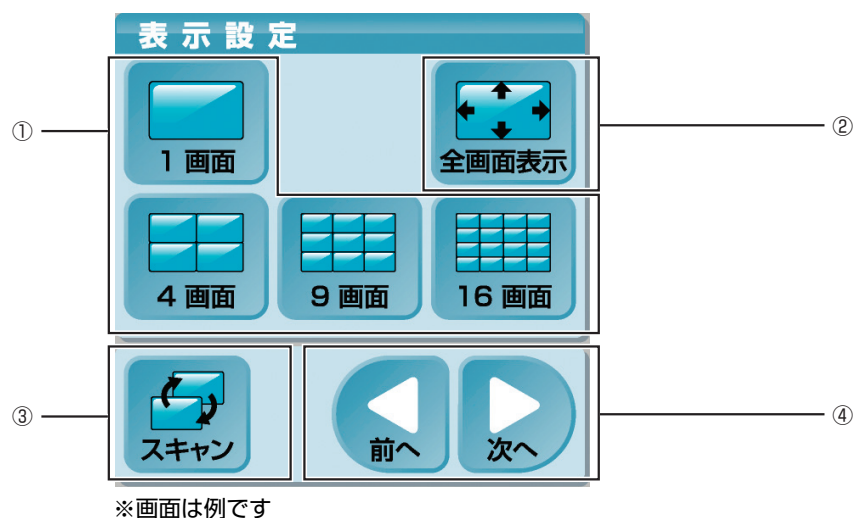 表示設定
①
1 画面
全画面表示
②
4 画面
9 画面
16 画面
③
スキャン
前へ
次へ
④
※画面は例です